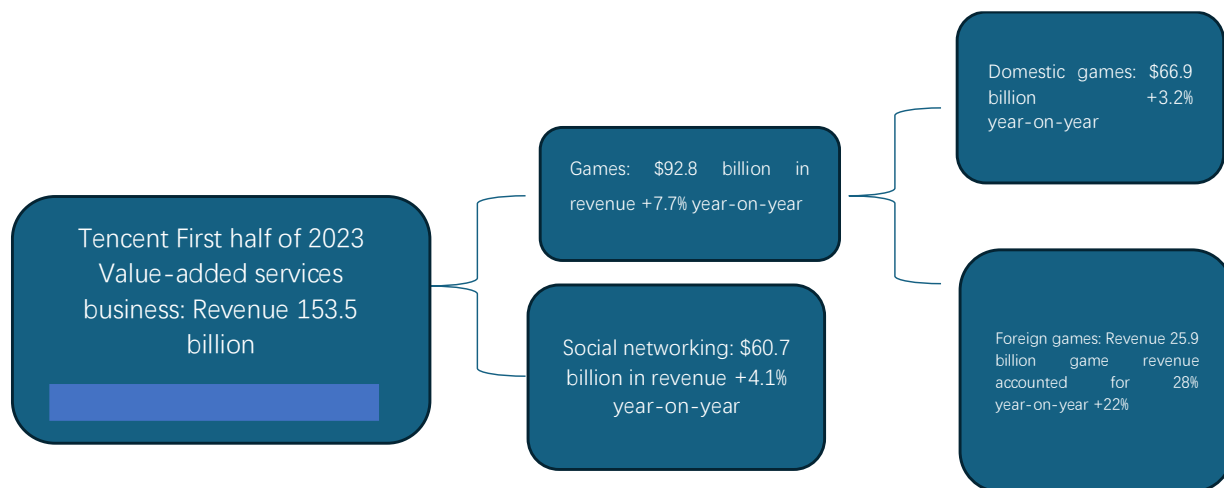 Tencent First half of 2023
Value-added services
business: Revenue 153.5
billion
Games: $92.8 billion in
revenue +7.7% year-on-year
Social networking: $60.7
billion in revenue +4.1%
year-on-year
Domestic games: $66.9
billion +3.2%
year-on-year
Foreign games: Revenue 25.9
billion game revenue
accounted for 28%
year-on-year +22%